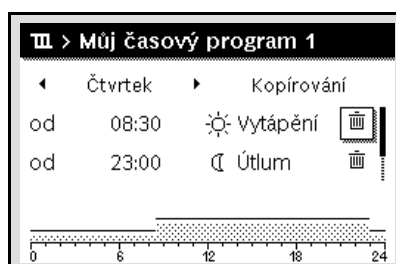 > Můj časový program 1
Čtvrtek Kopírování
od 08:30 Vytápění
od 23:00 Útlum
0 6 12 18 24